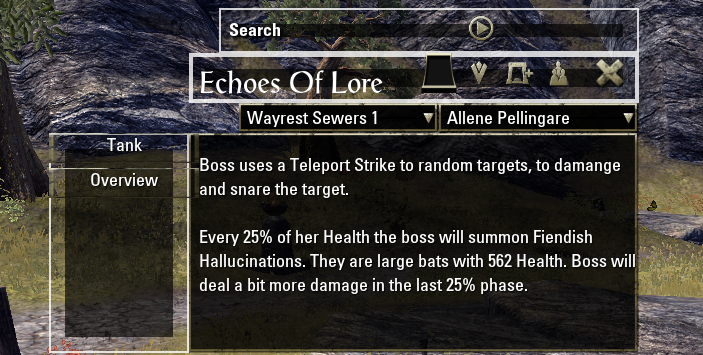 Search
Echoes Of Lore
Wayrest Sewers 1
Allene Pellingare
Tank
Overview
Boss uses a Teleport Strike to random targets, to damange
and snare the target.
Every 25% of her Health the boss will summon Fiendish
Hallucinations. They are large bats with 562 Health. Boss will
deal a bit more damage in the last 25% phase.